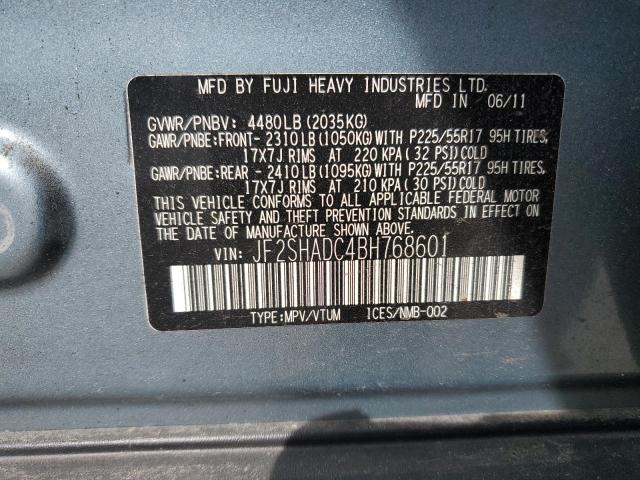 MFD BY FUJI HEAVY INDUSTRIES LTD.
MFD IN 06/11
GVWR/PNBV: 4480LB (2035KG)
GAWR/PNBE:FRONT- 2310LB (1050KG)WITH P225/55R17 95H TIRES,
17X7J RIMS AT 220 KPA ( 32 PSI)COLD
GAWR/PNBE:REAR - 2410LB (1095KG)WITH P225/55R17 95H TIRES,
17X7J RIMS AT 210 KPA ( 30 PSI)COLD
THIS VEHICLE CONFORMS TO ALL APPLICABLE FEDERAL MOTOR
VEHICLE SAFETY AND THEFT PREVENTION STANDARDS IN EFFECT ON
THE DATE OF MANUFACTURE SHOWN ABOVE.
VIN: JF2SHADC4BH768601
TYPE:MPV/VTUM ICES/NMB-002